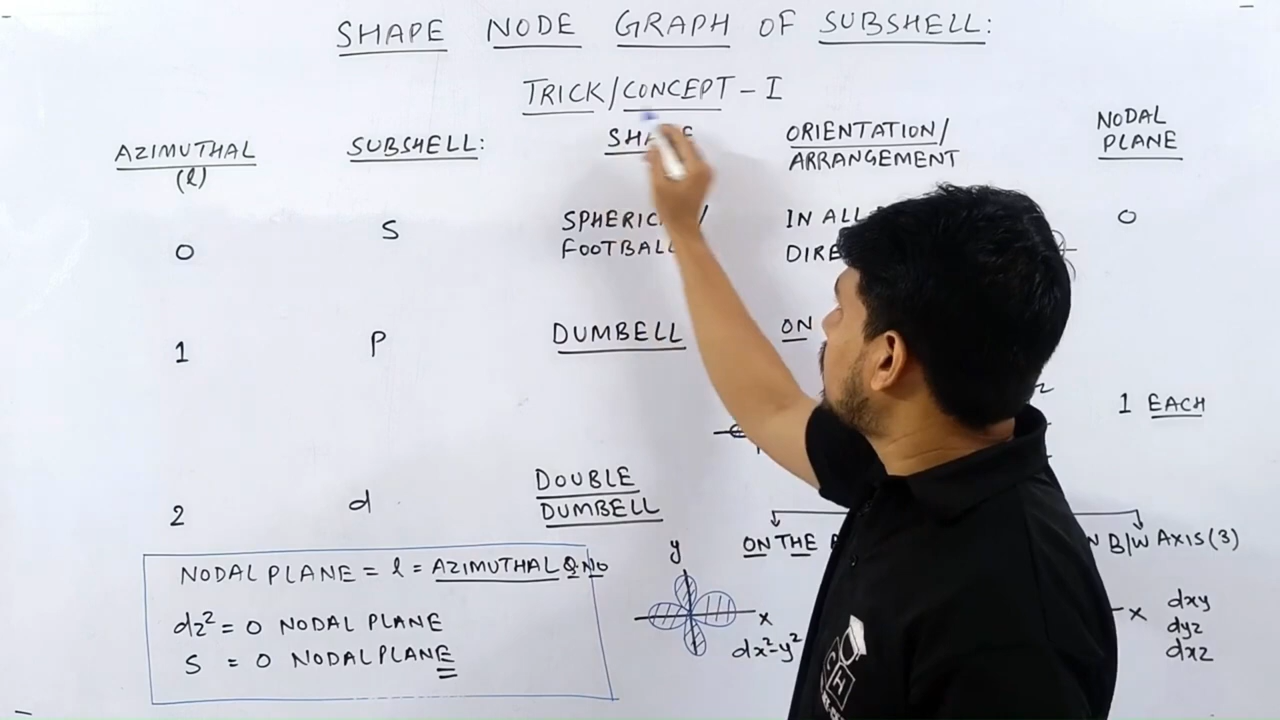 SHAPE NODE GRAPH OF SUBSHELL:
TRICK/CONCEPT - I
AZIMUTHAL (l)
SUBSHELL:
ORIENTATION/
ARRANGEMENT
NODAL
PLANE
0
S
FOOTBALL
IN ALL
0
1
P
DUMBELL
ON
1 EACH
2
d
DOUBLE
DUMBELL
ON THE
B/W AXIS (3)
y
x
dx²-y²
x
dxy
dyz
dxz
NODAL PLANE = l = AZIMUTHAL Q.NO
dz² = 0 NODAL PLANE
S = 0 NODAL PLANE